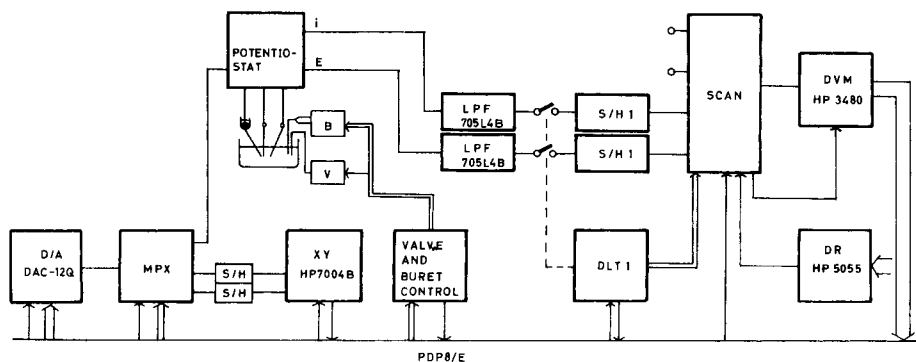 POTENTIO-
STAT
i
E
LPF
705L4B
LPF
705L4B
S/H 1
S/H 1
SCAN
DVM
HP 3480
B
V
D/A
DAC-12Q
MPX
S/H
S/H
XY
HP7004B
VALVE
AND
BURET
CONTROL
DLT 1
DR
HP 5055
PDP8/E